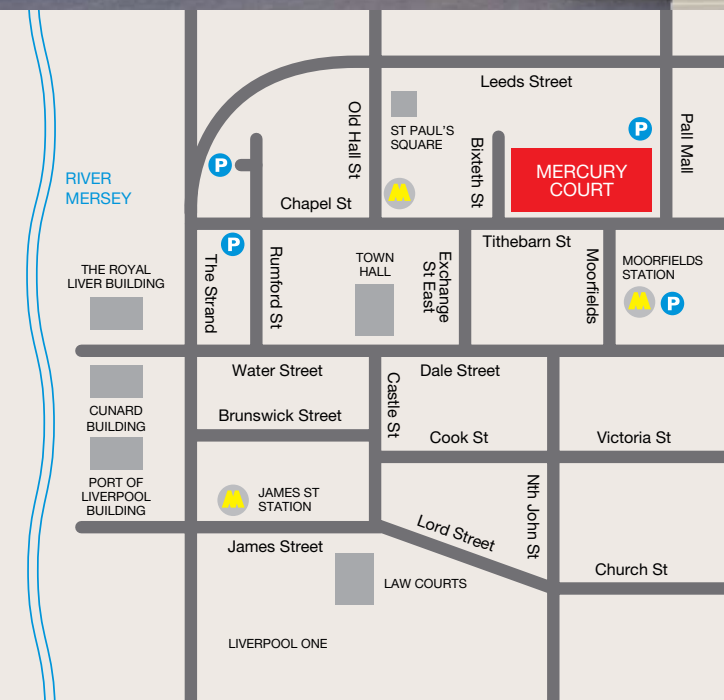 Leeds Street
Old Hall St
ST PAUL'S
SQUARE
Bixteth St
P
Pall Mall
MERCURY
COURT
P
RIVER
MERSEY
Chapel St
Tithebarn St
P
The Strand
Rumford St
TOWN
HALL
Exchange
St East
Moorfields
MOORFIELDS
STATION
P
THE ROYAL
LIVER BUILDING
Water Street
Dale Street
Castle St
CUNARD
BUILDING
Brunswick Street
Cook St
Victoria St
PORT OF
LIVERPOOL
BUILDING
JAMES ST
STATION
Nth John St
Lord Street
James Street
Church St
LAW COURTS
LIVERPOOL ONE